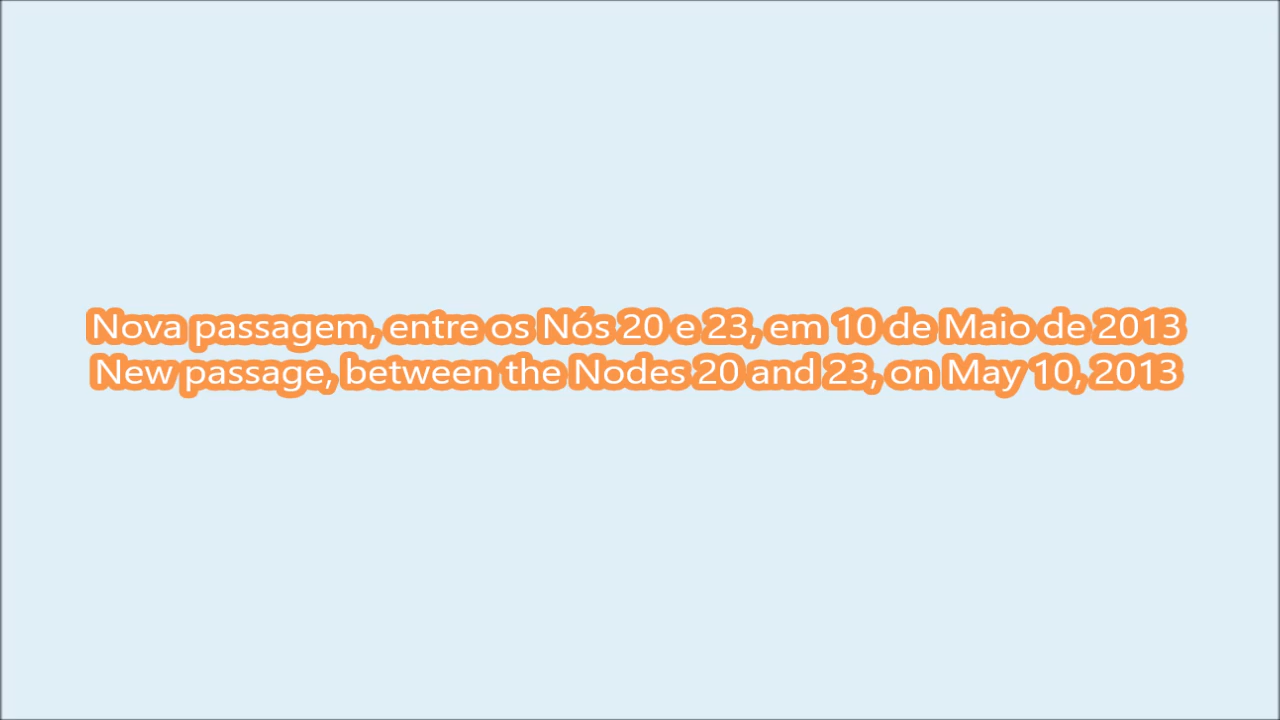 Nova passagem, entre os Nós 20 e 23, em 10 de Maio de 2013
New passage, between the Nodes 20 and 23, on May 10, 2013